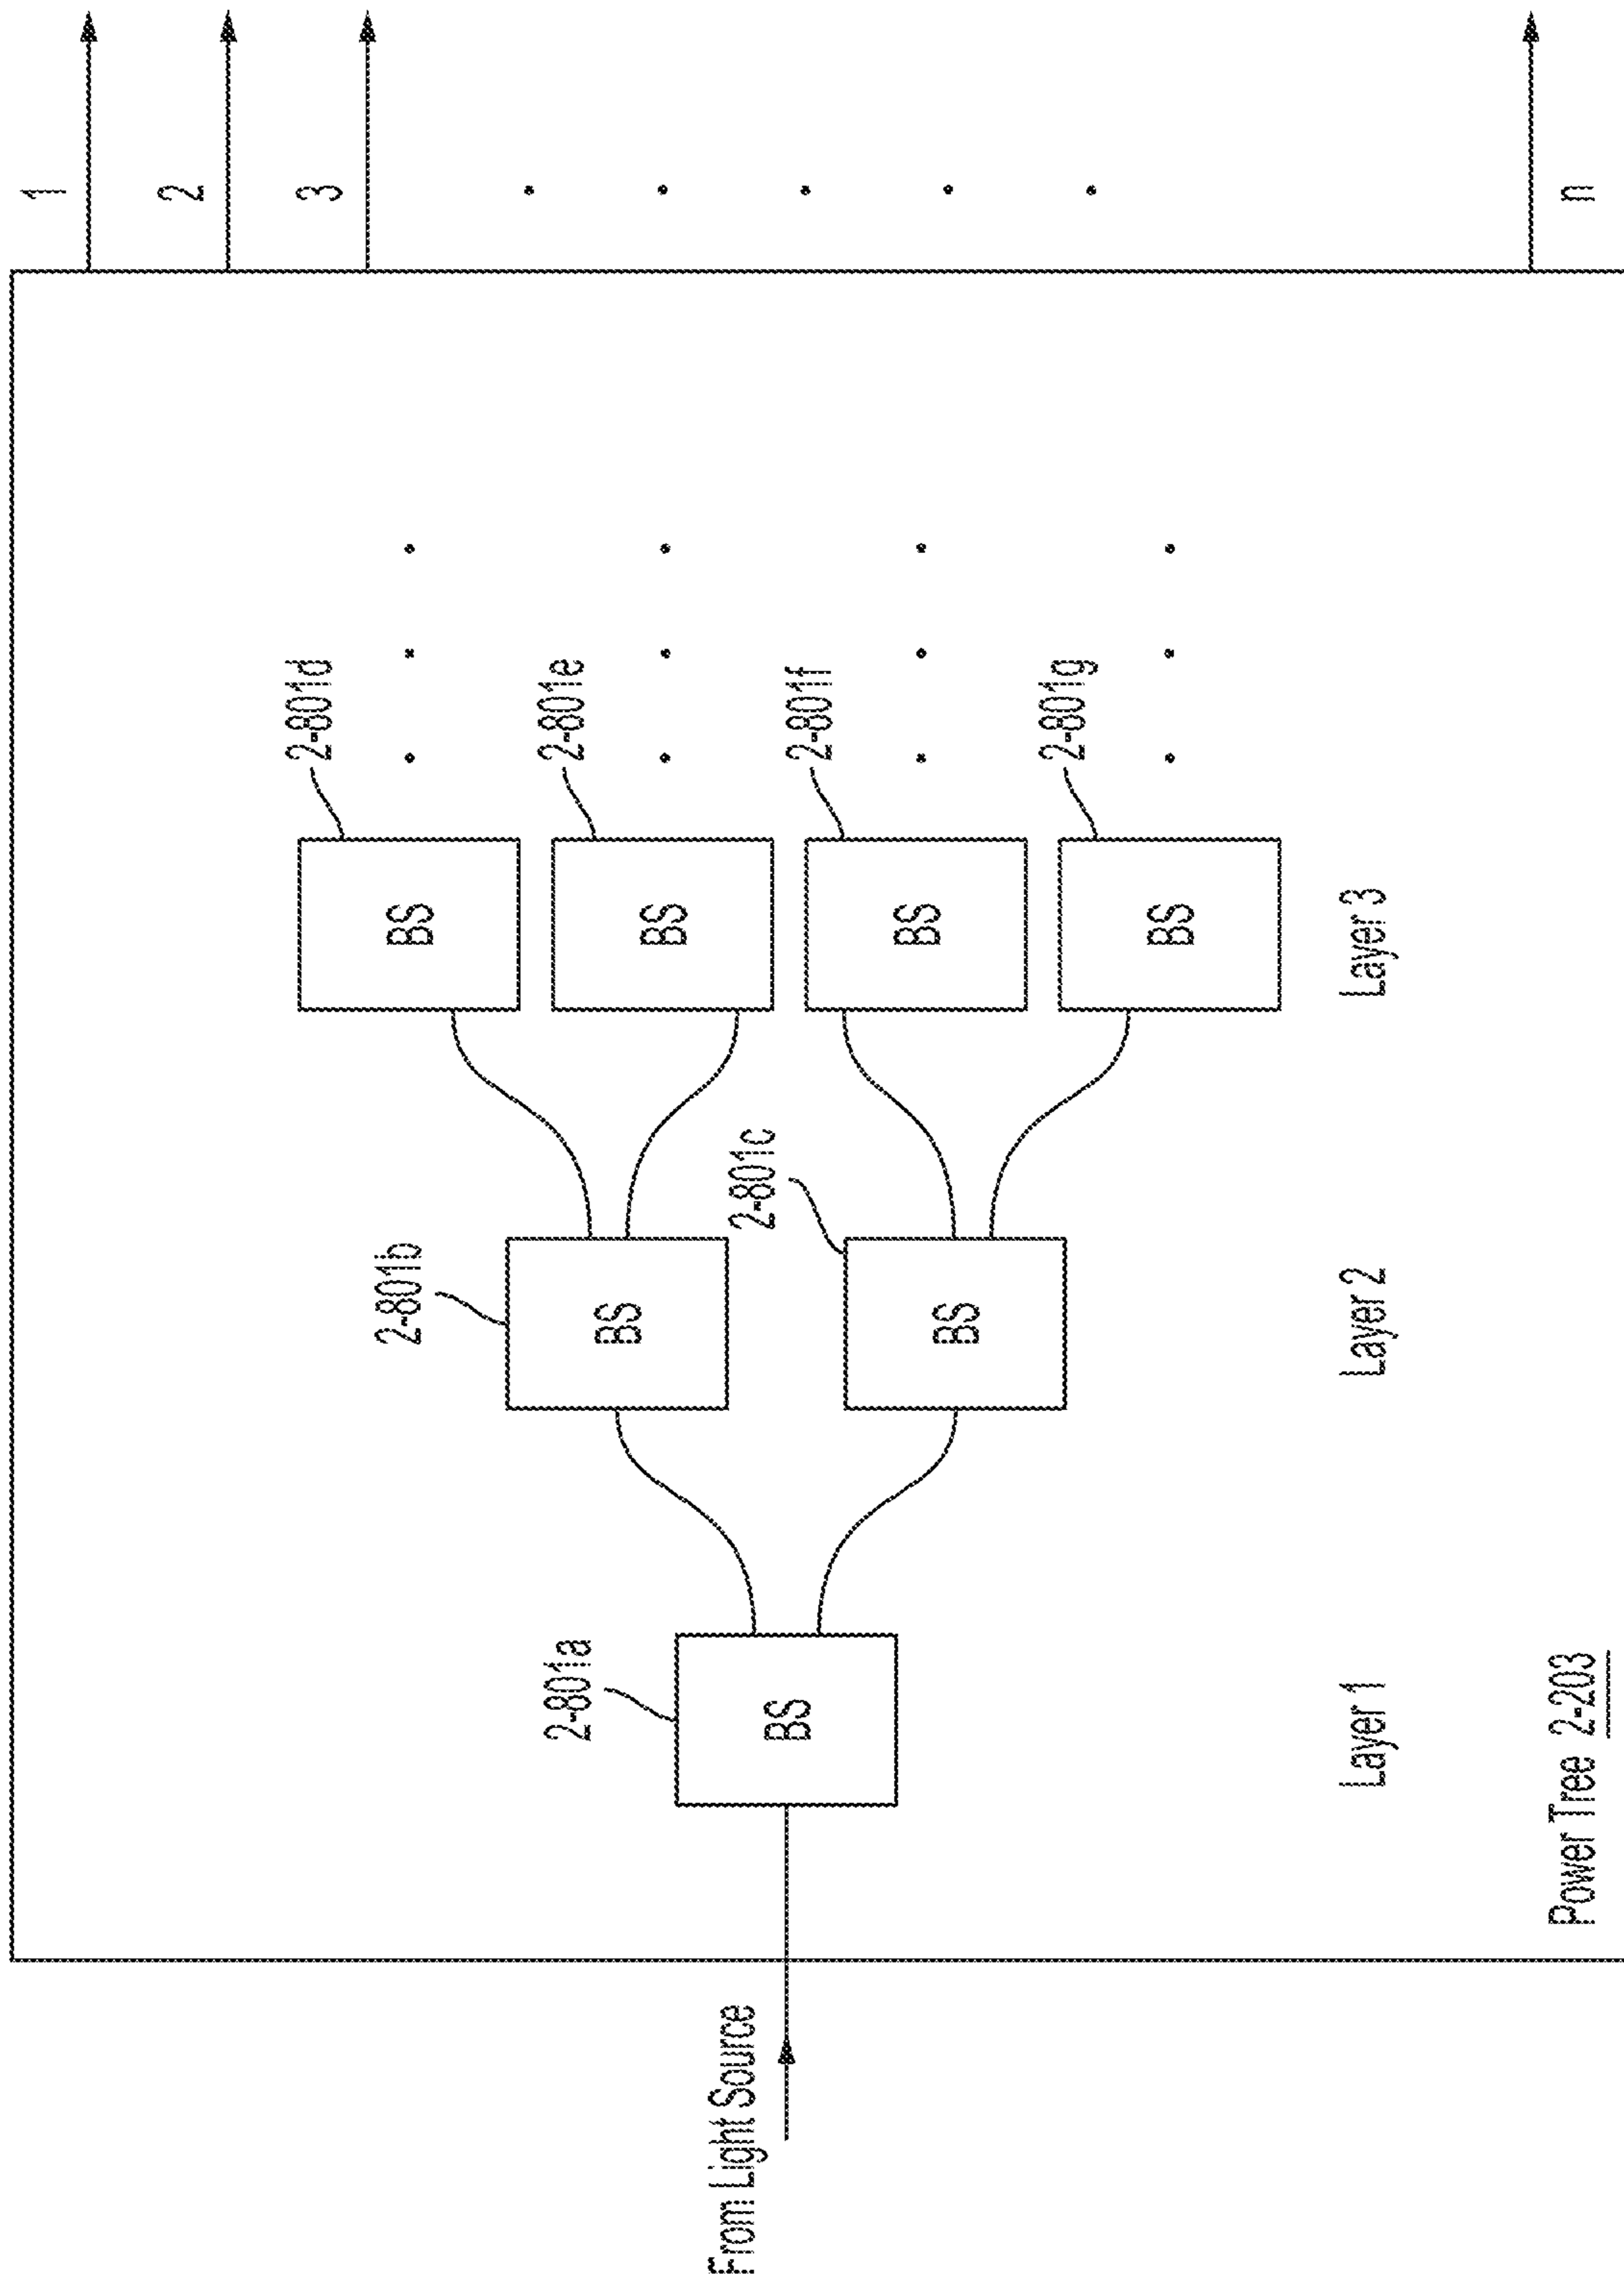 From Light Source
2-801a
BS
2-801b
BS
2-801c
BS
2-801d
BS
2-801e
BS
2-801f
BS
2-801g
BS
Layer 1
Layer 2
Layer 3
Power Tree 2-203
1
2
3
n